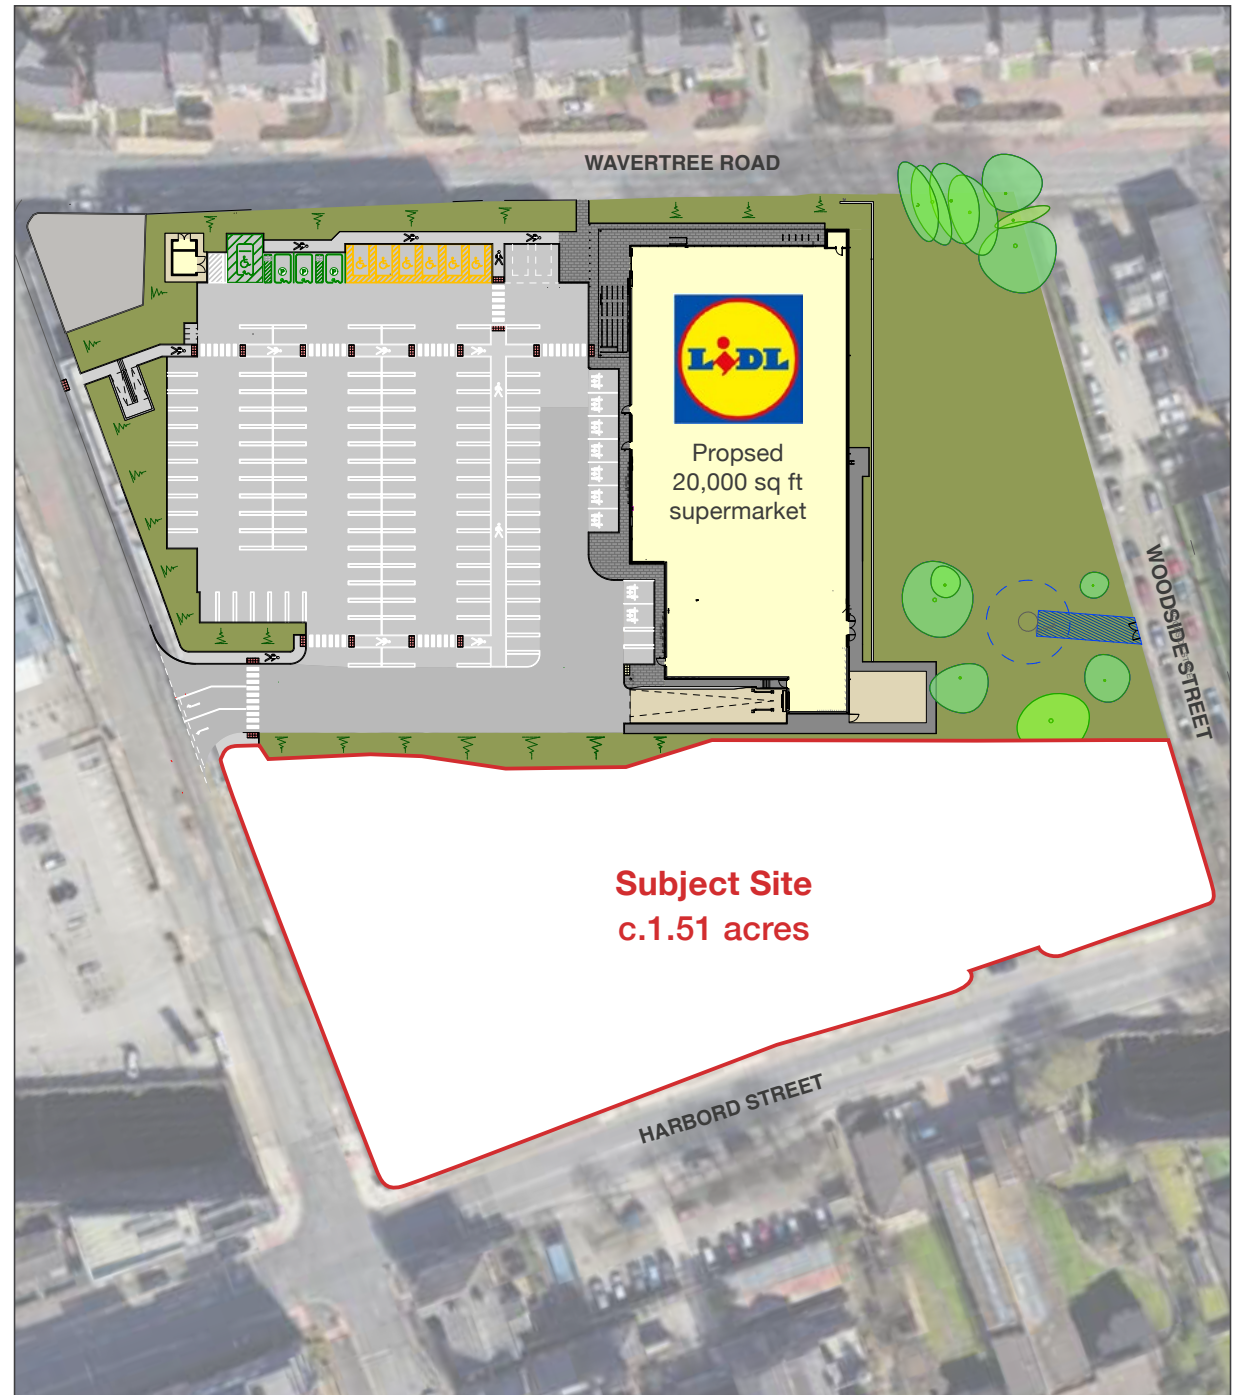 WAVERTREE ROAD
LIDL
Propsed
20,000 sq ft
supermarket
WOODSIDE STREET
Subject Site
c.1.51 acres
HARBORD STREET